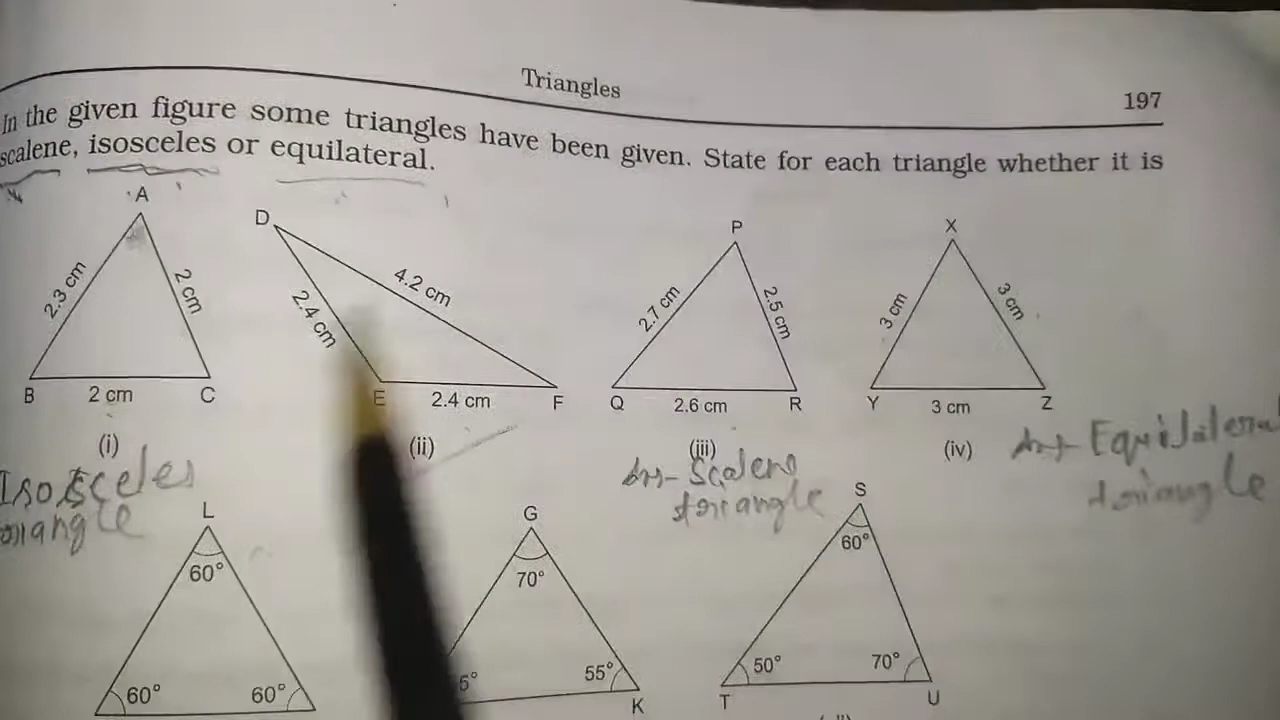 Triangles
197
In the given figure some triangles have been given. State for each triangle whether it is
scalene, isosceles or equilateral.
A
2.3 cm
2 cm
B
2 cm
C
(i)
D
4.2 cm
2.4 cm
E
2.4 cm
F
(ii)
P
2.7 cm
2.5 cm
Q
2.6 cm
R
(iii)
X
3 cm
3 cm
Y
3 cm
Z
(iv)
Isosceles
Scalene
triangle
Equilateral
triangle
L
60°
60°
60°
G
70°
5°
55°
K
S
60°
50°
70°
T
U